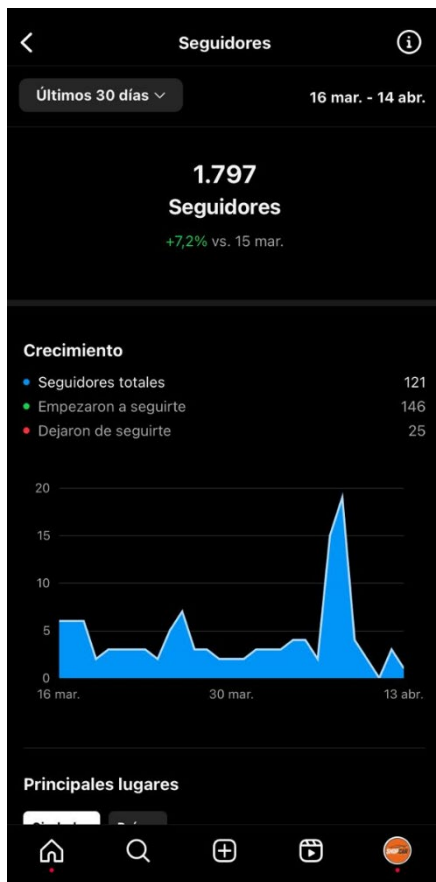 Seguidores
Últimos 30 días
16 mar. - 14 abr.
1.797
Seguidores
+7,2% vs. 15 mar.
Crecimiento
Seguidores totales 121
Empezaron a seguirte 146
Dejaron de seguirte 25
20
15
10
5
0
16 mar. 30 mar. 13 abr.
Principales lugares